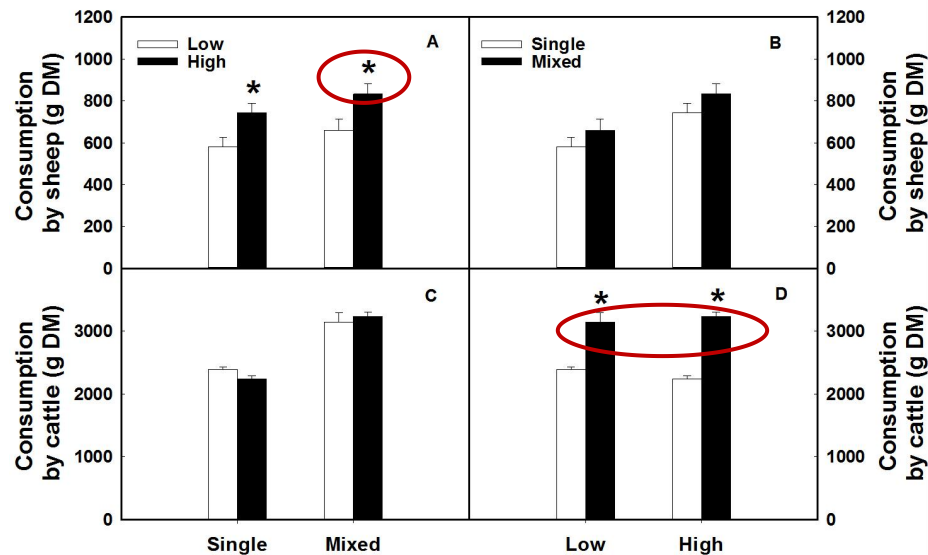 1200
1000
800
600
400
200
0
Consumption
by sheep (g DM)
Low
High
A
*
*
Single
Mixed
B
1200
1000
800
600
400
200
0
Consumption
by sheep (g DM)
3000
2000
1000
0
Consumption
by cattle (g DM)
C
*
*
D
3000
2000
1000
0
Consumption
by cattle (g DM)
Single
Mixed
Low
High